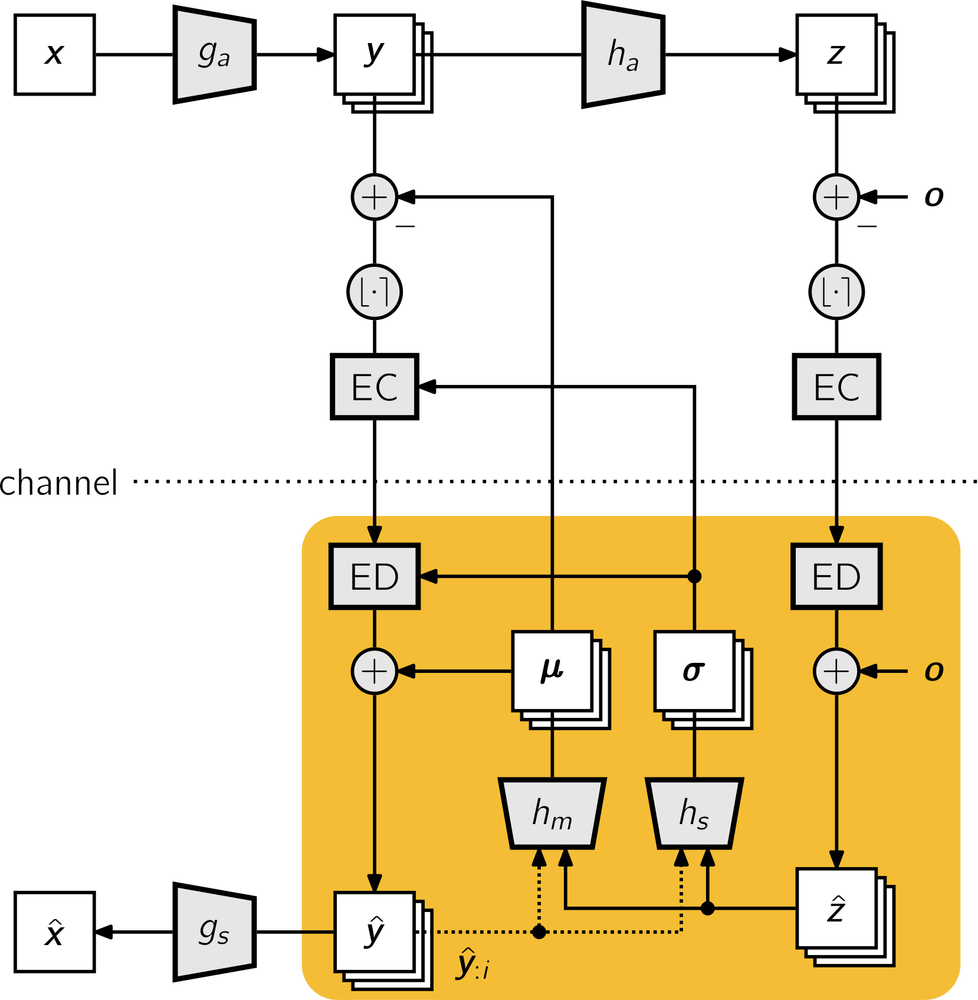 x g_a y h_a z
+ + o
− −
⌊·⌉ ⌊·⌉
EC EC
channel
ED ED
+ μ σ + o
h_m h_s
x̂ g_s ŷ ẑ
ŷ_{:i}